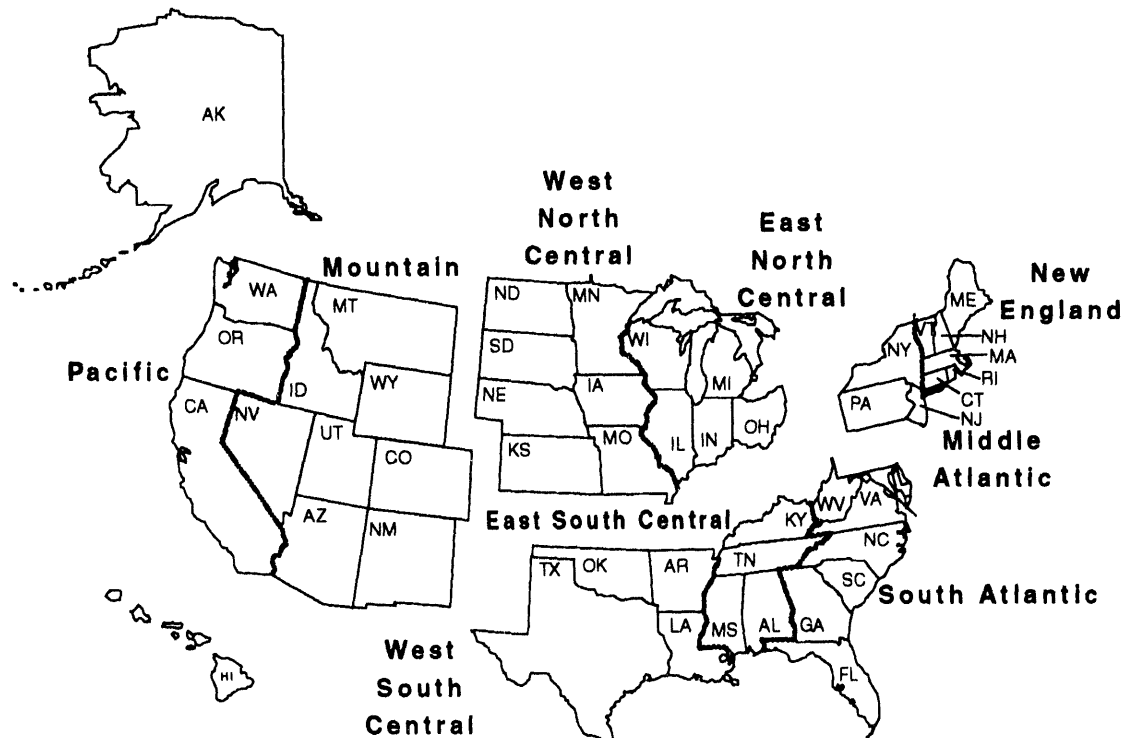 AK
West
North
Central
East
North
Central
Mountain
New
England
Pacific
Middle
Atlantic
East South Central
South Atlantic
West
South
Central
WA
OR
CA
NV
ID
MT
WY
UT
CO
AZ
NM
HI
ND
SD
NE
KS
MN
IA
MO
WI
MI
IL
IN
OH
ME
VT
NH
MA
RI
CT
NJ
NY
PA
KY
WV
VA
TN
NC
SC
MS
AL
GA
FL
TX
OK
AR
LA